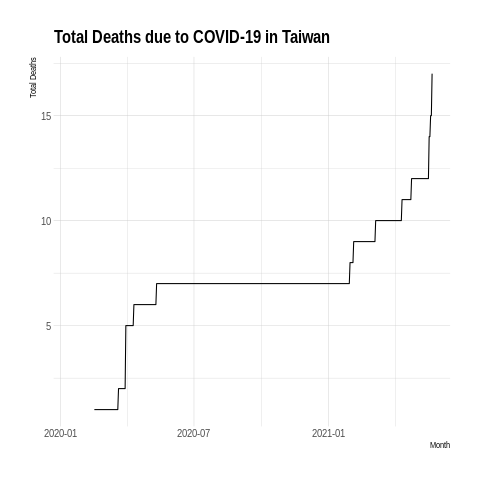 Total Deaths due to COVID-19 in Taiwan
Total Deaths
15
10
5
2020-01 2020-07 2021-01
Month